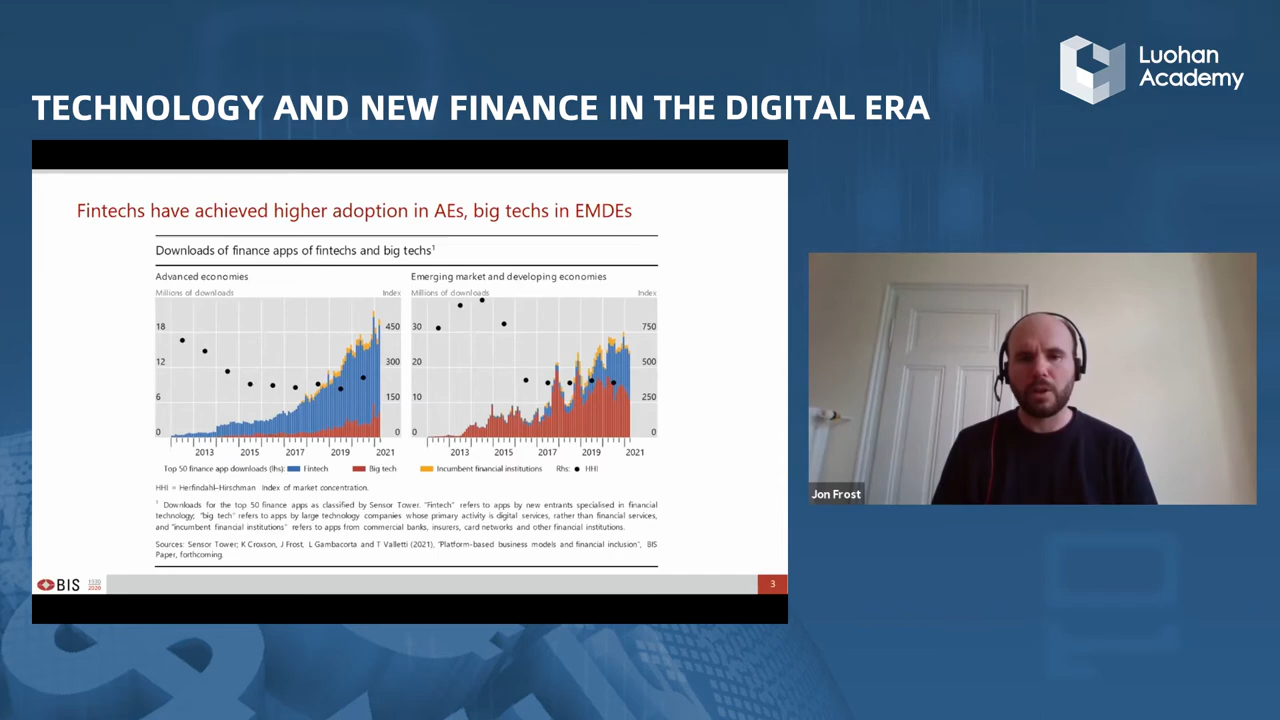 Luohan
Academy
TECHNOLOGY AND NEW FINANCE IN THE DIGITAL ERA
Fintechs have achieved higher adoption in AEs, big techs in EMDEs
Downloads of finance apps of fintechs and big techs¹
Advanced economies
Emerging market and developing economies
Millions of downloads
Index
Millions of downloads
Index
18
450
30
750
12
300
20
500
6
150
10
250
0
0
0
0
2013
2015
2017
2019
2021
2013
2015
2017
2019
2021
Top 50 finance app downloads (lhs):
Fintech
Big tech
Incumbent financial institutions
Rhs:
HHI
HHI = Herfindahl-Hirschman Index of market concentration.
¹ Downloads for the top 50 finance apps as classified by Sensor Tower. "Fintech" refers to apps by new entrants specialised in financial
technology; "big tech" refers to apps by large technology companies whose primary activity is digital services, rather than financial services,
and "incumbent financial institutions" refers to apps from commercial banks, insurers, card networks and other financial institutions.
Sources: Sensor Tower; K Croxson, J Frost, L Gambacorta and T Valletti (2021), "Platform-based business models and financial inclusion", BIS
Paper, forthcoming.
BIS
1930
2020
3
Jon Frost